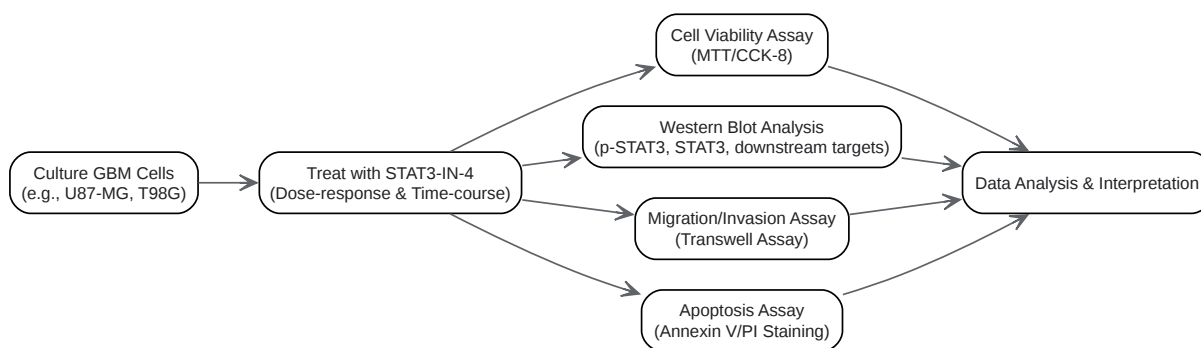 Culture GBM Cells
(e.g., U87-MG, T98G)
Treat with STAT3-IN-4
(Dose-response & Time-course)
Cell Viability Assay
(MTT/CCK-8)
Western Blot Analysis
(p-STAT3, STAT3, downstream targets)
Migration/Invasion Assay
(Transwell Assay)
Apoptosis Assay
(Annexin V/PI Staining)
Data Analysis & Interpretation